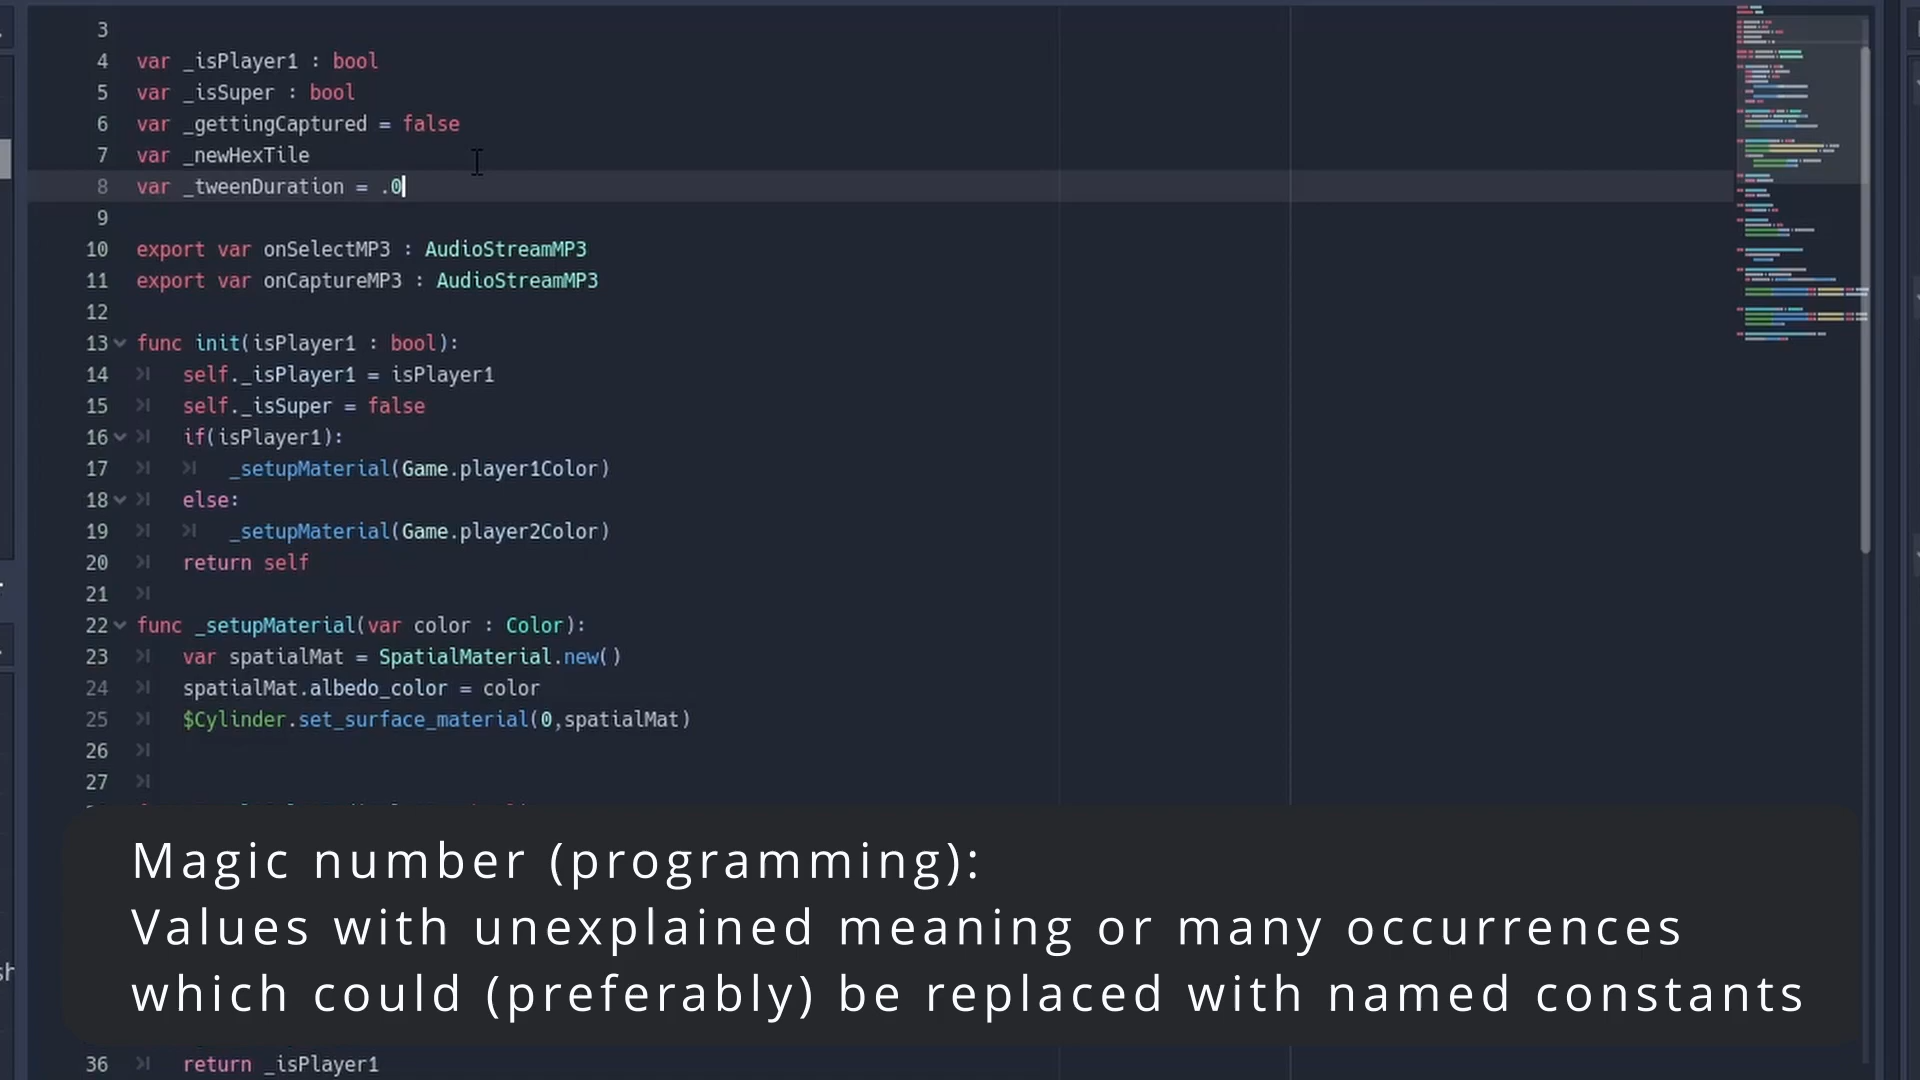 3
4 var _isPlayer1 : bool
5 var _isSuper : bool
6 var _gettingCaptured = false
7 var _newHexTile
8 var _tweenDuration = .0
9
10 export var onSelectMP3 : AudioStreamMP3
11 export var onCaptureMP3 : AudioStreamMP3
12
13 func init(isPlayer1 : bool):
14 self._isPlayer1 = isPlayer1
15 self._isSuper = false
16 if(isPlayer1):
17 _setupMaterial(Game.player1Color)
18 else:
19 _setupMaterial(Game.player2Color)
20 return self
21
22 func _setupMaterial(var color : Color):
23 var spatialMat = SpatialMaterial.new()
24 spatialMat.albedo_color = color
25 $Cylinder.set_surface_material(0,spatialMat)
26
27
Magic number (programming):
Values with unexplained meaning or many occurrences
which could (preferably) be replaced with named constants
36 return _isPlayer1